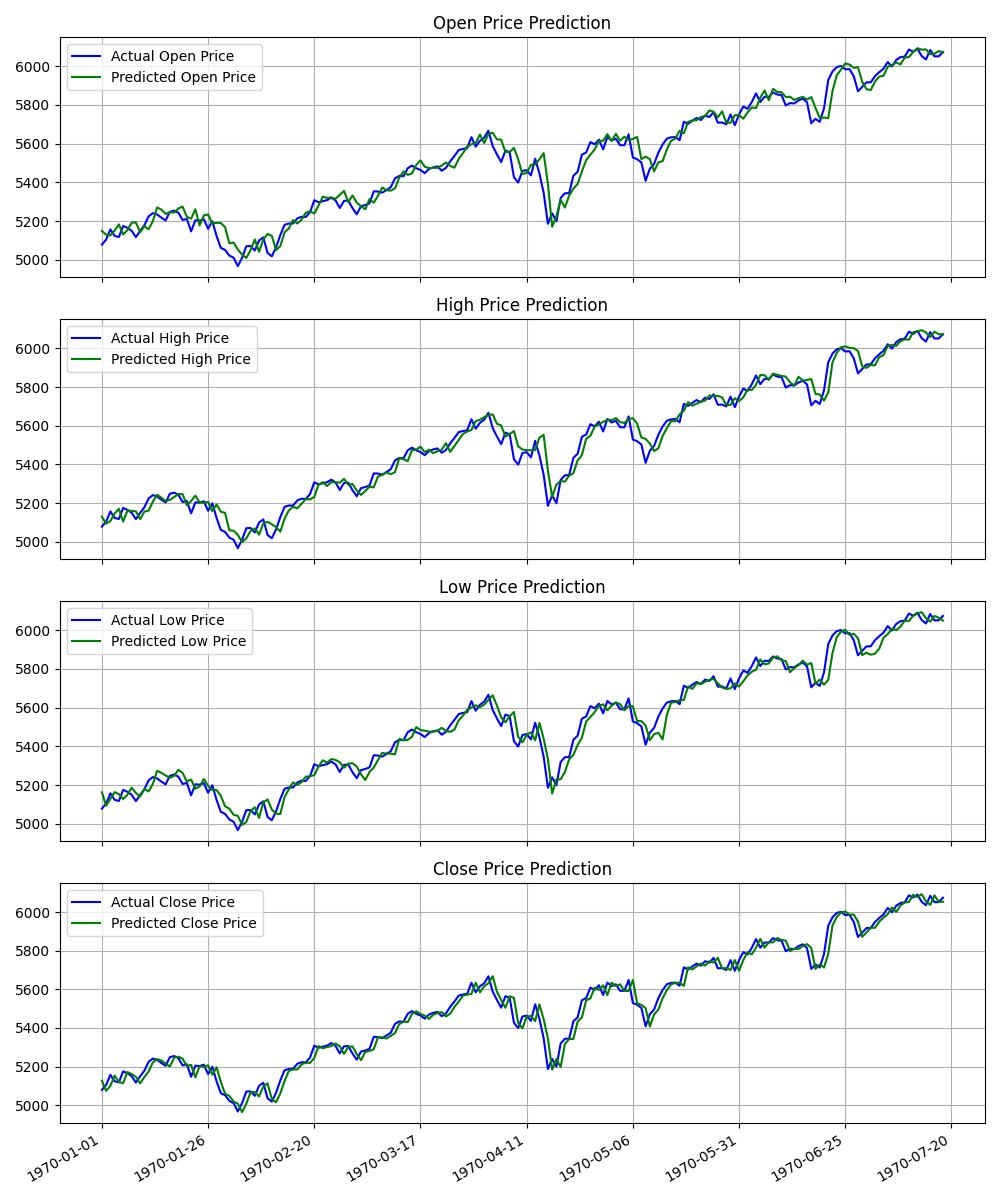 Open Price Prediction
Actual Open Price
Predicted Open Price
6000
5800
5600
5400
5200
5000
High Price Prediction
Actual High Price
Predicted High Price
6000
5800
5600
5400
5200
5000
Low Price Prediction
Actual Low Price
Predicted Low Price
6000
5800
5600
5400
5200
5000
Close Price Prediction
Actual Close Price
Predicted Close Price
6000
5800
5600
5400
5200
5000
1970-01-01
1970-01-26
1970-02-20
1970-03-17
1970-04-11
1970-05-06
1970-05-31
1970-06-25
1970-07-20